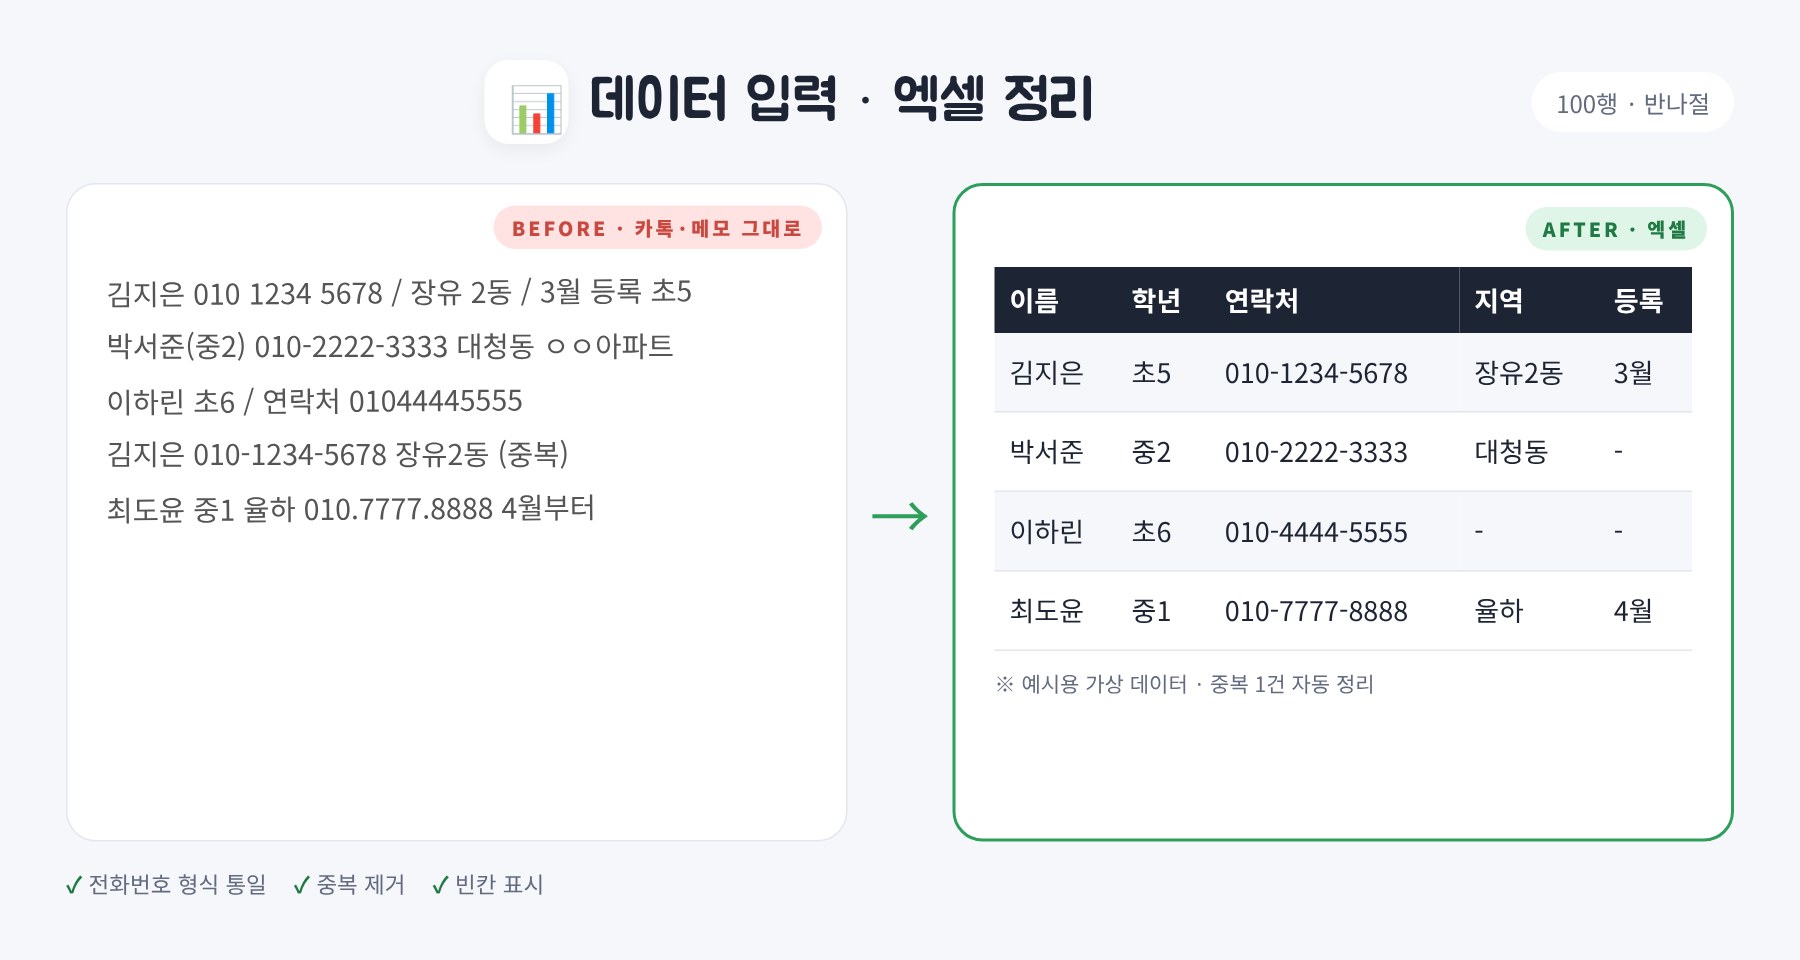 데이터 입력 · 엑셀 정리
100행 · 반나절
BEFORE · 카톡·메모 그대로
김지은 010 1234 5678 / 장유 2동 / 3월 등록 초5
박서준(중2) 010-2222-3333 대청동 ㅇㅇ아파트
이하린 초6 / 연락처 01044445555
김지은 010-1234-5678 장유2동 (중복)
최도윤 중1 율하 010.7777.8888 4월부터
→
AFTER · 엑셀
이름 학년 연락처 지역 등록
김지은 초5 010-1234-5678 장유2동 3월
박서준 중2 010-2222-3333 대청동 -
이하린 초6 010-4444-5555 - -
최도윤 중1 010-7777-8888 율하 4월
※ 예시용 가상 데이터 · 중복 1건 자동 정리
✓ 전화번호 형식 통일 ✓ 중복 제거 ✓ 빈칸 표시